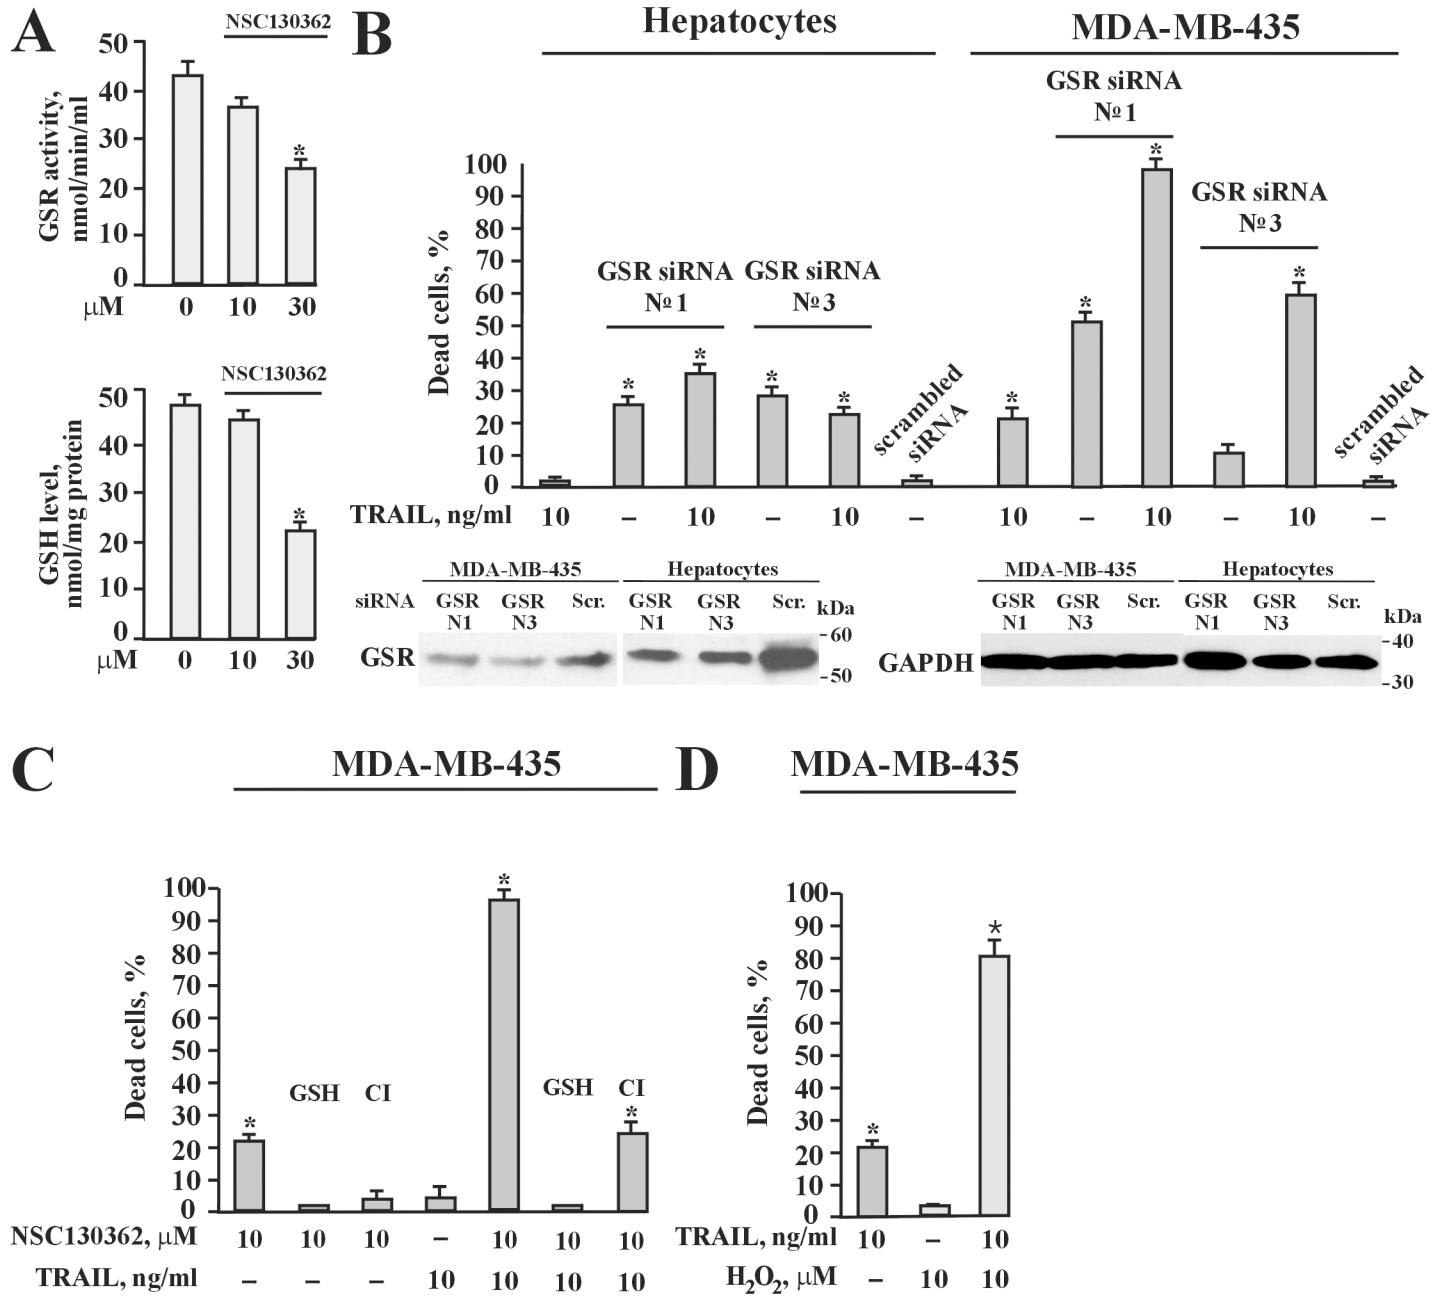 A
NSC130362
GSR activity,
nmol/min/ml
50
40
30
20
10
0
µM 0 10 30
*
NSC130362
GSH level,
nmol/mg protein
50
40
30
20
10
0
µM 0 10 30
*
B
Hepatocytes
MDA-MB-435
Dead cells, %
100
90
80
70
60
50
40
30
20
10
0
GSR siRNA
№1
GSR siRNA
№3
scrambled
siRNA
GSR siRNA
№1
GSR siRNA
№3
scrambled
siRNA
* * * *
* * * *
TRAIL, ng/ml 10 – 10 – 10 – 10 – 10 – 10 –
MDA-MB-435 Hepatocytes
siRNA GSR GSR Scr. GSR GSR Scr. kDa
N1 N3 N1 N3
GSR
-60
-50
MDA-MB-435 Hepatocytes
GSR GSR Scr. GSR GSR Scr. kDa
N1 N3 N1 N3
GAPDH
-40
-30
C
MDA-MB-435
Dead cells, %
100
90
80
70
60
50
40
30
20
10
0
GSH CI GSH CI
* * *
NSC130362, µM 10 10 10 – 10 10 10
TRAIL, ng/ml – – – 10 10 10 10
D
MDA-MB-435
Dead cells, %
100
90
80
70
60
50
40
30
20
10
0
* *
TRAIL, ng/ml 10 – 10
H₂O₂, µM – 10 10